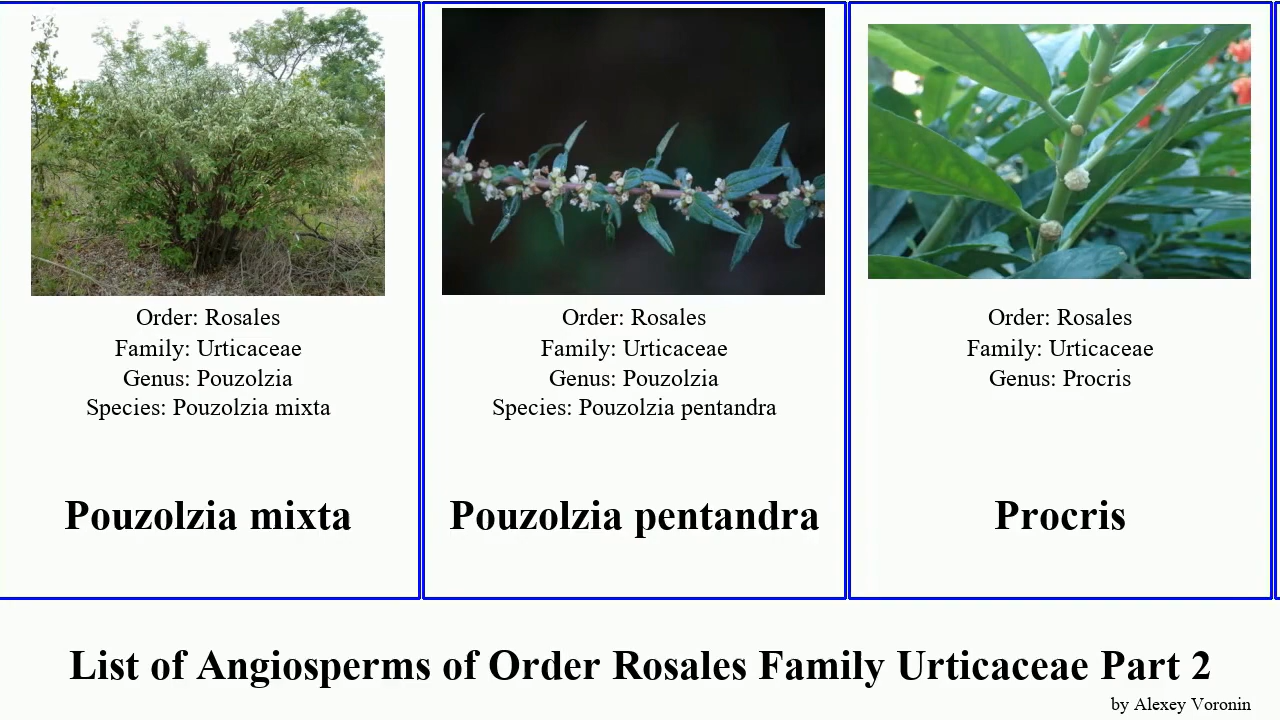 Order: Rosales
Family: Urticaceae
Genus: Pouzolzia
Species: Pouzolzia mixta
Pouzolzia mixta
Order: Rosales
Family: Urticaceae
Genus: Pouzolzia
Species: Pouzolzia pentandra
Pouzolzia pentandra
Order: Rosales
Family: Urticaceae
Genus: Procris
Procris
List of Angiosperms of Order Rosales Family Urticaceae Part 2
by Alexey Voronin